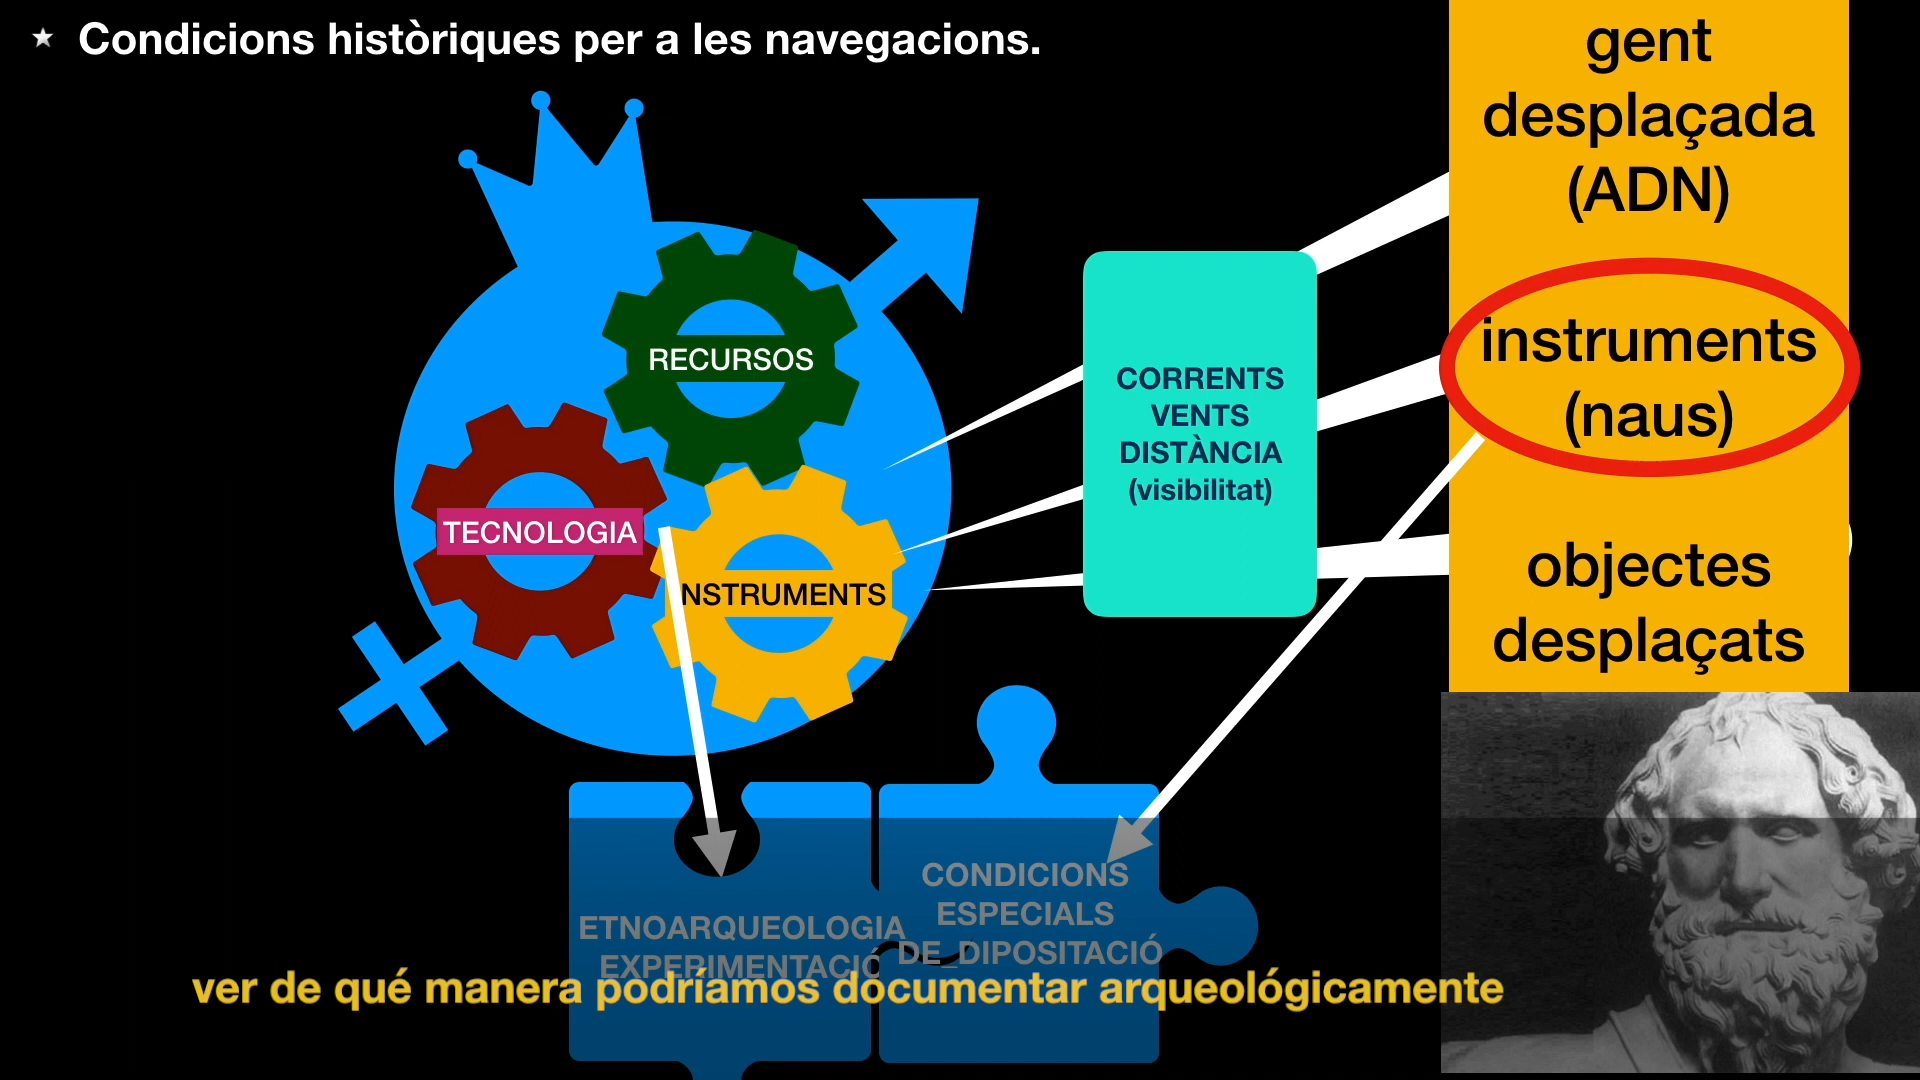 Condicions històriques per a les navegacions.
gent
desplaçada
(ADN)
RECURSOS
CORRENTS
VENTS
DISTÀNCIA
(visibilitat)
instruments
(naus)
TECNOLOGIA
NSTRUMENTS
objectes
desplaçats
ETNOARQUEOLOGIA
EXPERIMENTACIÓ
CONDICIONS
ESPECIALS
DE_DIPOSITACIÓ
ver de qué manera podríamos documentar arqueológicamente